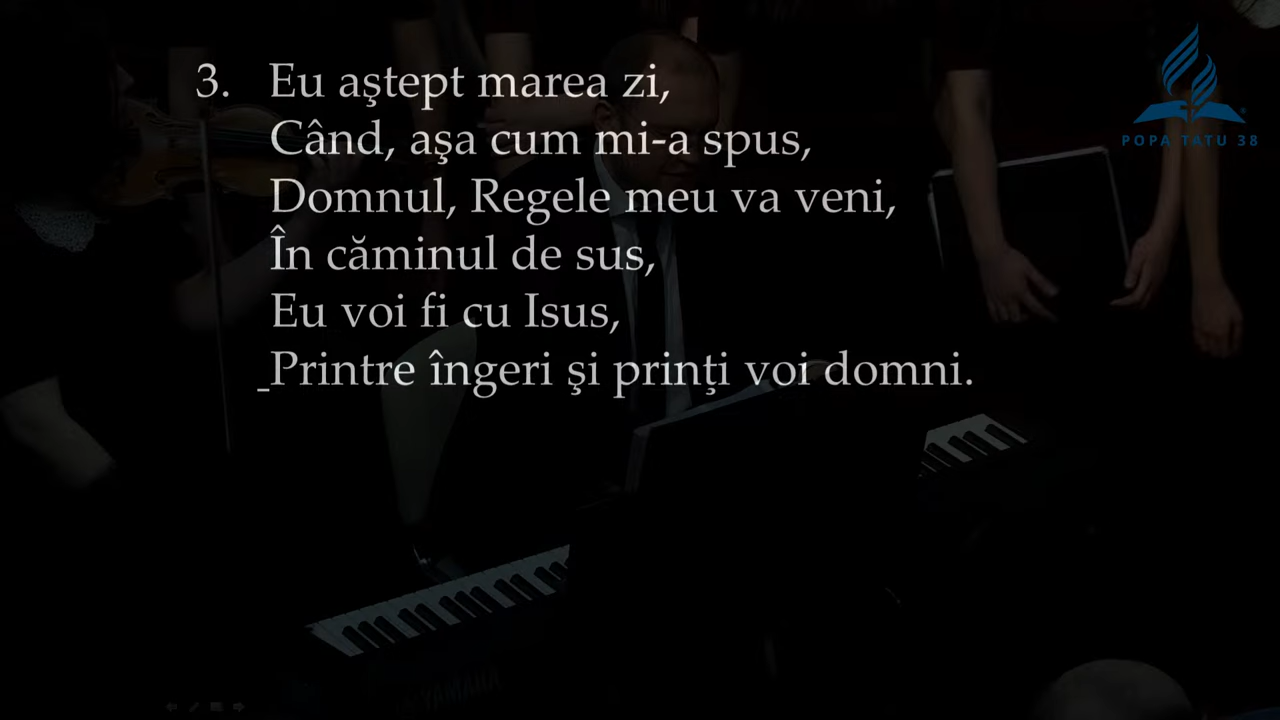 3. Eu aştept marea zi,
Când, aşa cum mi-a spus,
Domnul, Regele meu va veni,
În căminul de sus,
Eu voi fi cu Isus,
Printre îngeri şi prinţi voi domni.
POPA TATU 38
YAMAHA